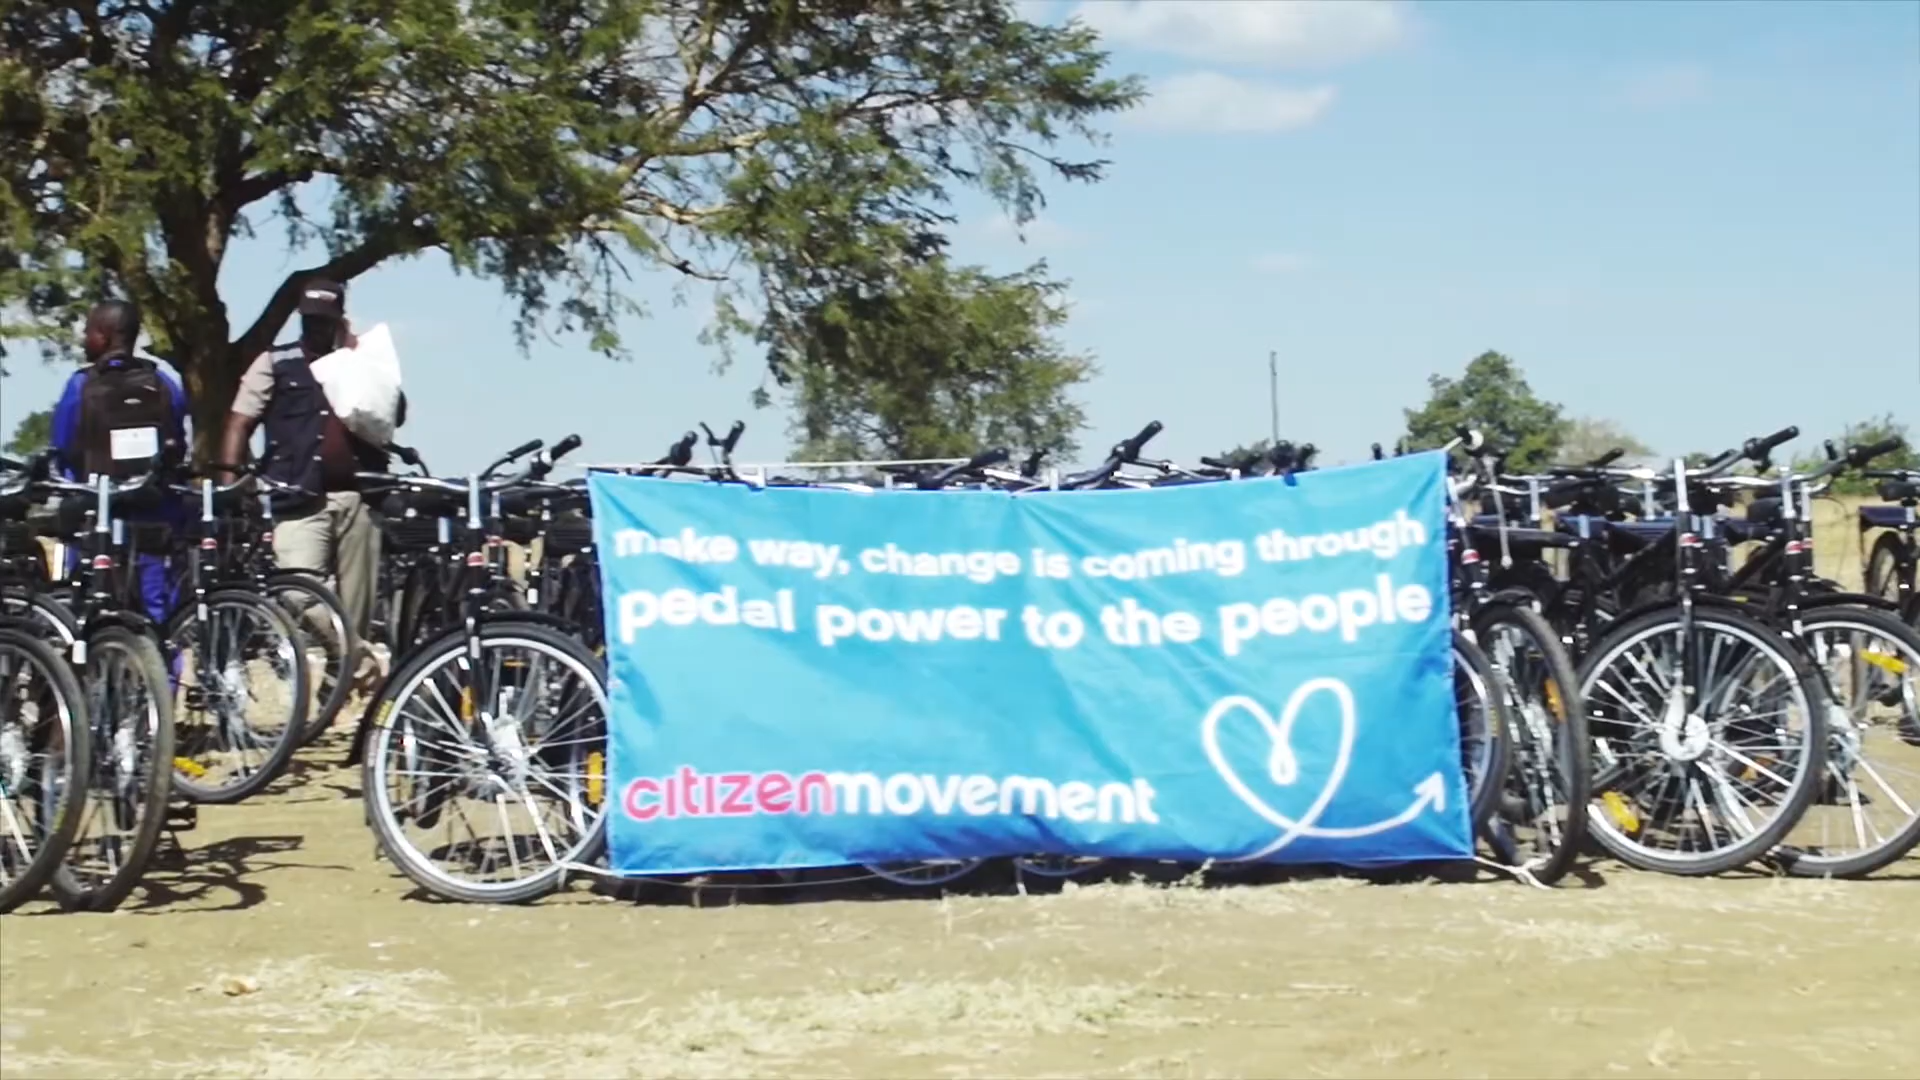 make way, change is coming through
pedal power to the people
citizenmovement